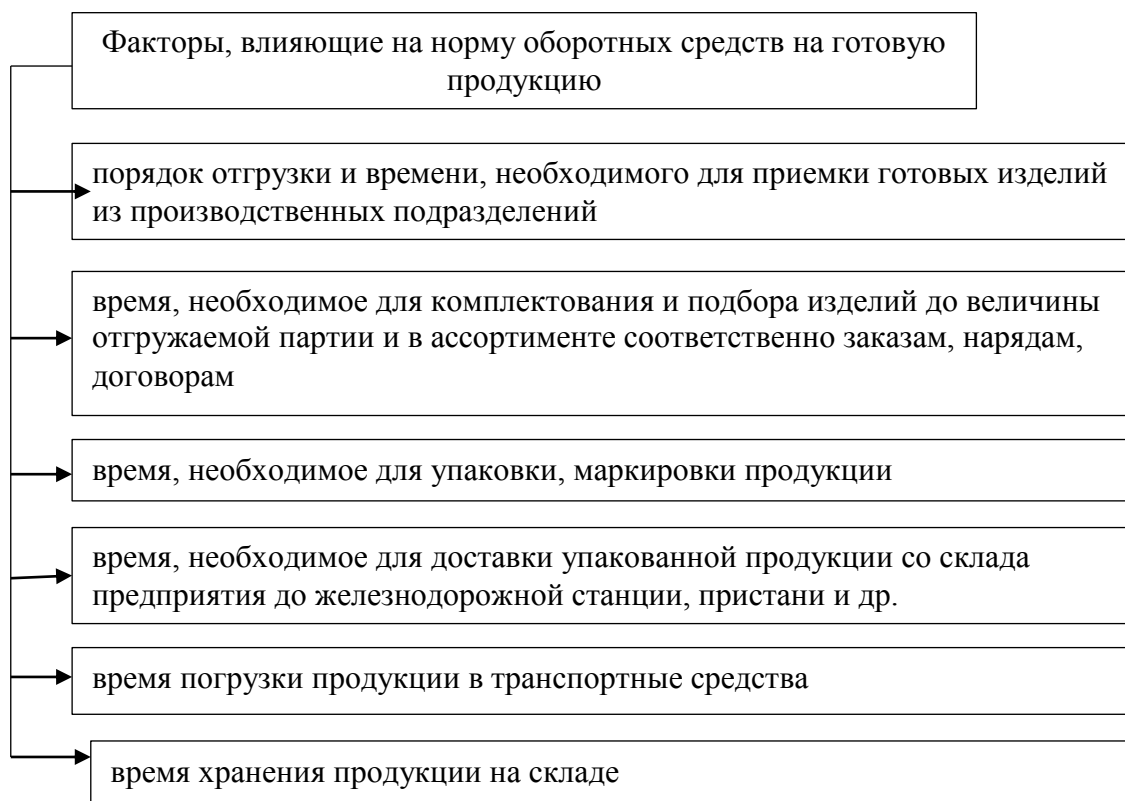 Факторы, влияющие на норму оборотных средств на готовую
продукцию
порядок отгрузки и времени, необходимого для приемки готовых изделий
из производственных подразделений
время, необходимое для комплектования и подбора изделий до величины
отгружаемой партии и в ассортименте соответственно заказам, нарядам,
договорам
время, необходимое для упаковки, маркировки продукции
время, необходимое для доставки упакованной продукции со склада
предприятия до железнодорожной станции, пристани и др.
время погрузки продукции в транспортные средства
время хранения продукции на складе